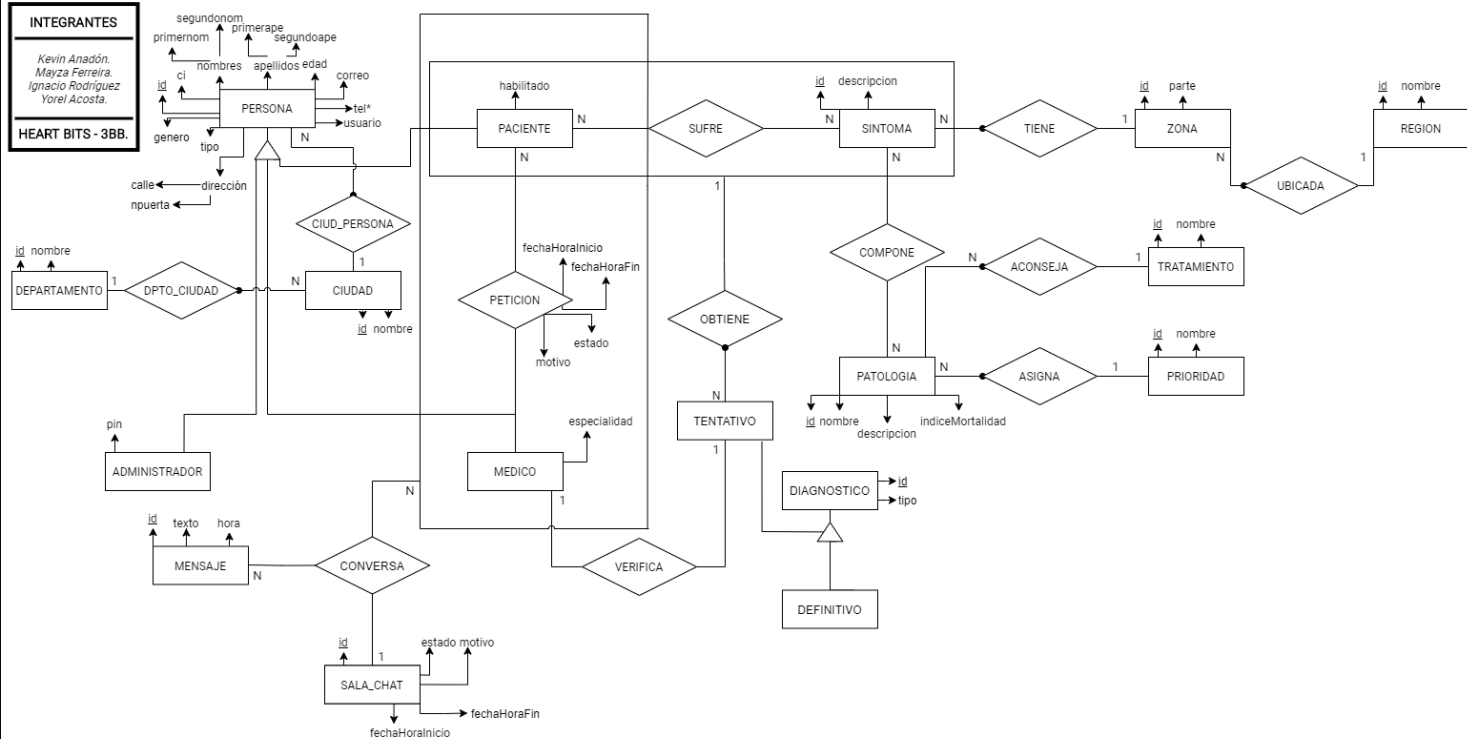 INTEGRANTES
Kevin Anadón.
Mayza Ferreira.
Ignacio Rodríguez
Yorel Acosta.
HEART BITS - 3BB.
segundonom
primernom
primerape
segundoape
nombres
apellidos
edad
correo
id
ci
PERSONA
tel*
usuario
genero
tipo
N
calle
dirección
npuerta
habilitado
PACIENTE
N
SUFRE
N
id
descripcion
SINTOMA
N
TIENE
1
id
parte
ZONA
N
id
nombre
REGION
1
UBICADA
N
N
1
CIUD_PERSONA
1
COMPONE
id
nombre
DEPARTAMENTO
1
DPTO_CIUDAD
N
CIUDAD
id
nombre
fechaHoraInicio
fechaHoraFin
PETICION
estado
motivo
OBTIENE
N
ACONSEJA
1
id
nombre
TRATAMIENTO
N
PATOLOGIA
N
ASIGNA
1
id
nombre
PRIORIDAD
id
nombre
descripcion
indiceMortalidad
N
TENTATIVO
1
pin
ADMINISTRADOR
especialidad
MEDICO
1
DIAGNOSTICO
id
tipo
N
id
texto
hora
MENSAJE
N
CONVERSA
VERIFICA
DEFINITIVO
id
estado
motivo
1
SALA_CHAT
fechaHoraFin
fechaHoraInicio